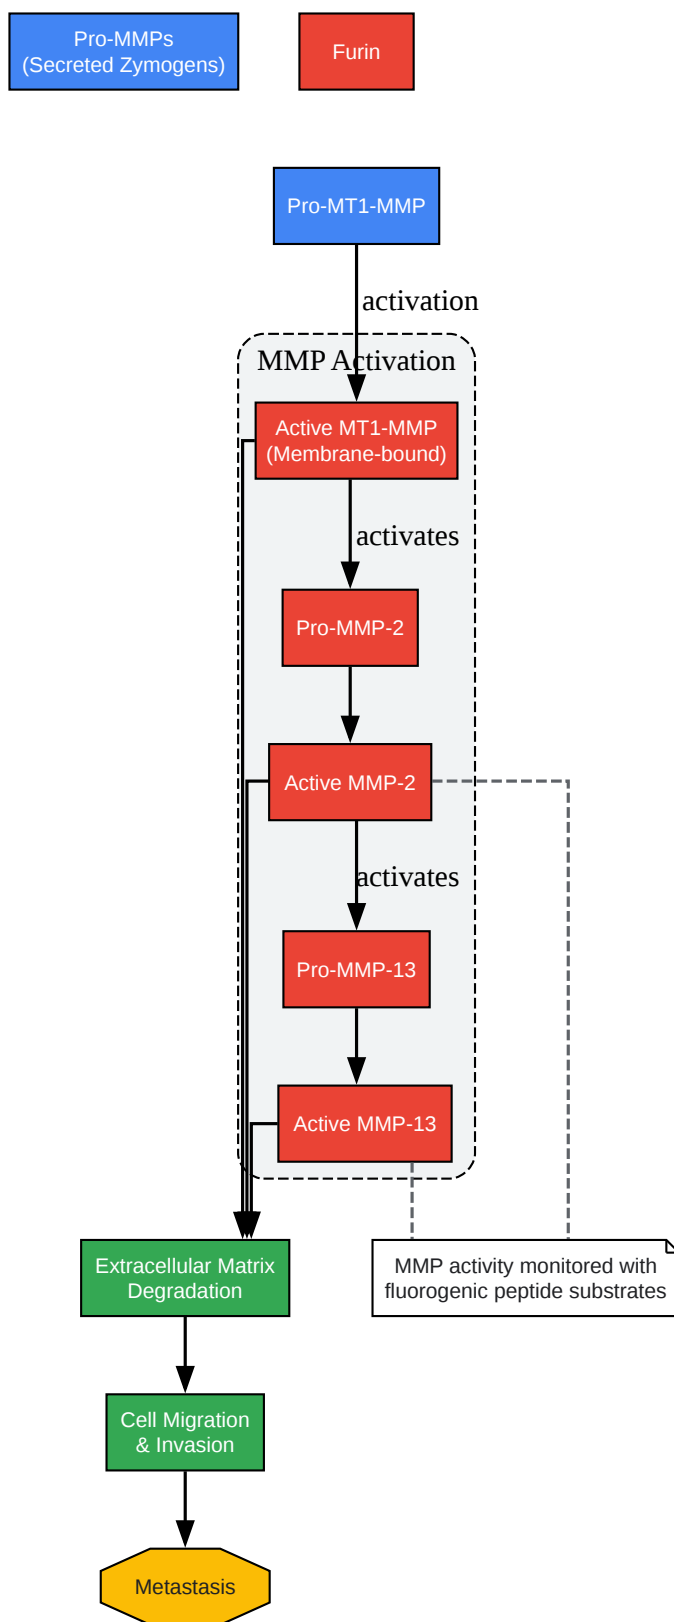 Pro-MMPs
(Secreted Zymogens)
Furin
Pro-MT1-MMP
activation
MMP Activation
Active MT1-MMP
(Membrane-bound)
activates
Pro-MMP-2
Active MMP-2
activates
Pro-MMP-13
Active MMP-13
Extracellular Matrix
Degradation
MMP activity monitored with
fluorogenic peptide substrates
Cell Migration
& Invasion
Metastasis